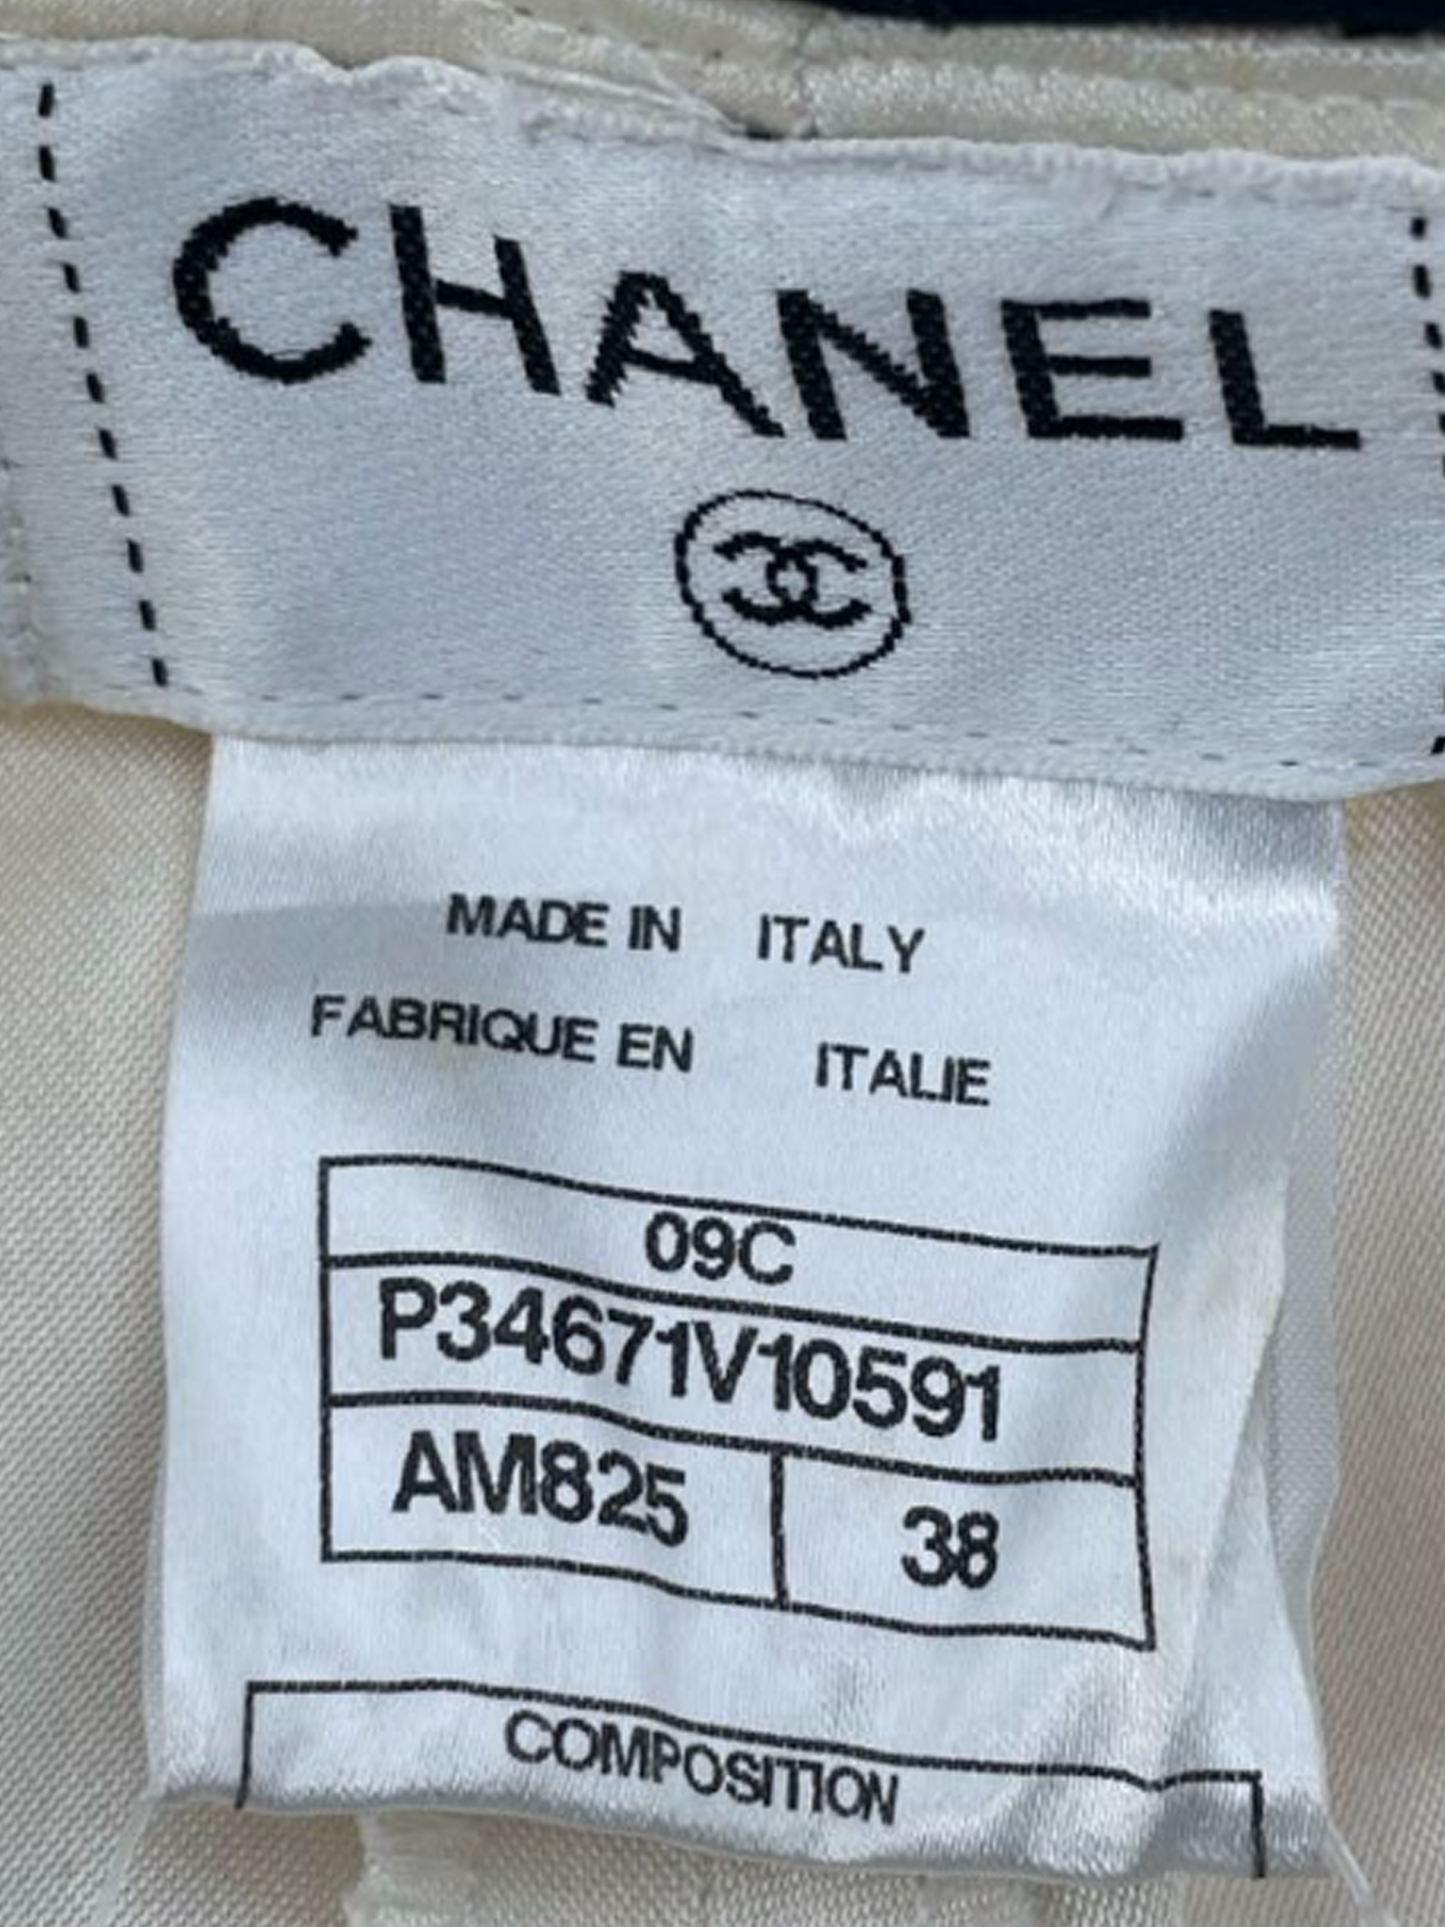 CHANEL
MADE IN ITALY
FABRIQUE EN ITALIE
09C
P34671V10591
AM825 38
COMPOSITION